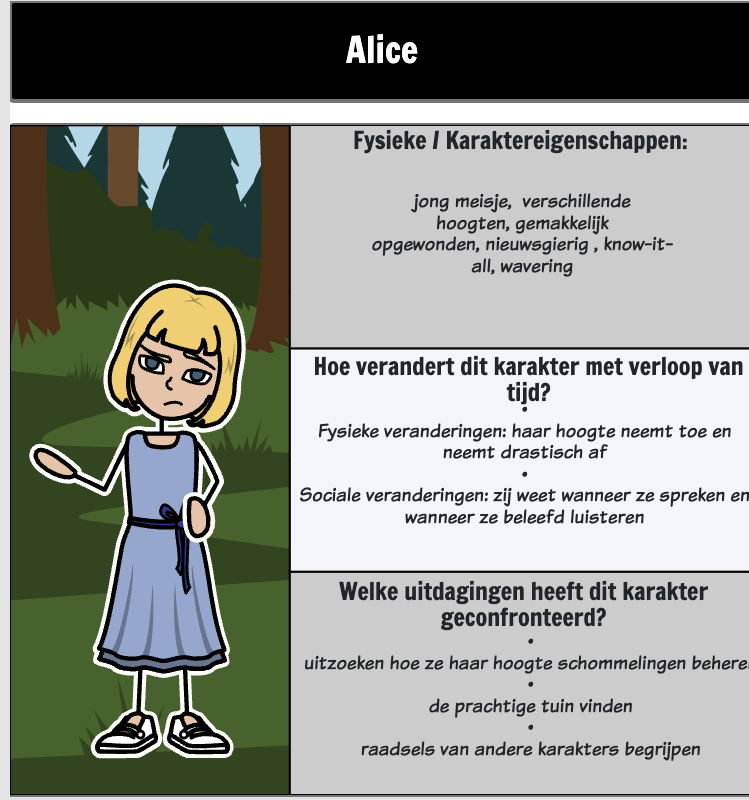 Alice
Fysieke / Karaktereigenschappen:
jong meisje, verschillende
hoogten, gemakkelijk
opgewonden, nieuwsgierig , know-it-
all, wavering
Hoe verandert dit karakter met verloop van
tijd?
•
Fysieke veranderingen: haar hoogte neemt toe en
neemt drastisch af
•
Sociale veranderingen: zij weet wanneer ze spreken en
wanneer ze beleefd luisteren
Welke uitdagingen heeft dit karakter
geconfronteerd?
•
uitzoeken hoe ze haar hoogte schommelingen behere
•
de prachtige tuin vinden
•
raadsels van andere karakters begrijpen